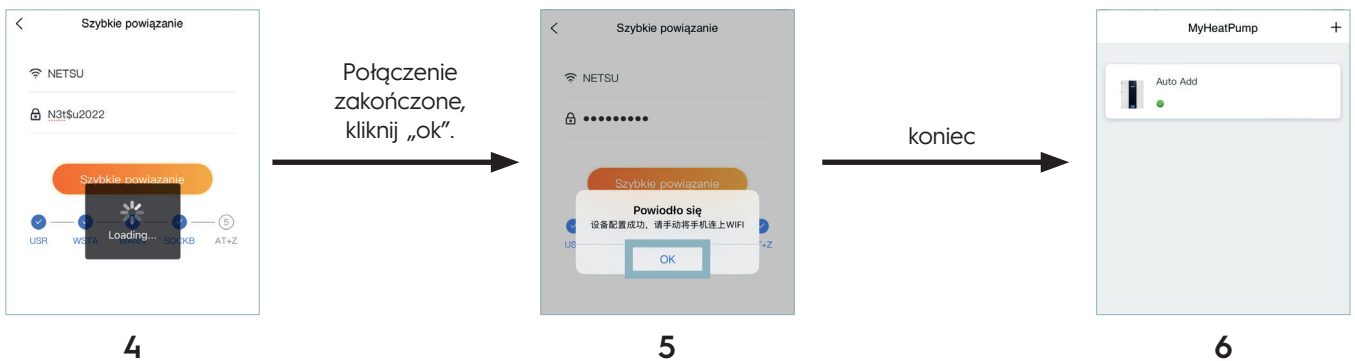 Szybkie powiązanie
NETSU
N3t$u2022
Szybkie powiązanie
Loading...
USR WSTA WANN SOCKB 5 AT+Z
4
Połączenie
zakończone,
kliknij „ok”.
Szybkie powiązanie
NETSU
•••••••••
Szybkie powiązanie
Powiodło się
设备配置成功，请手动将手机连上WIFI
OK
5
koniec
MyHeatPump +
Auto Add
6